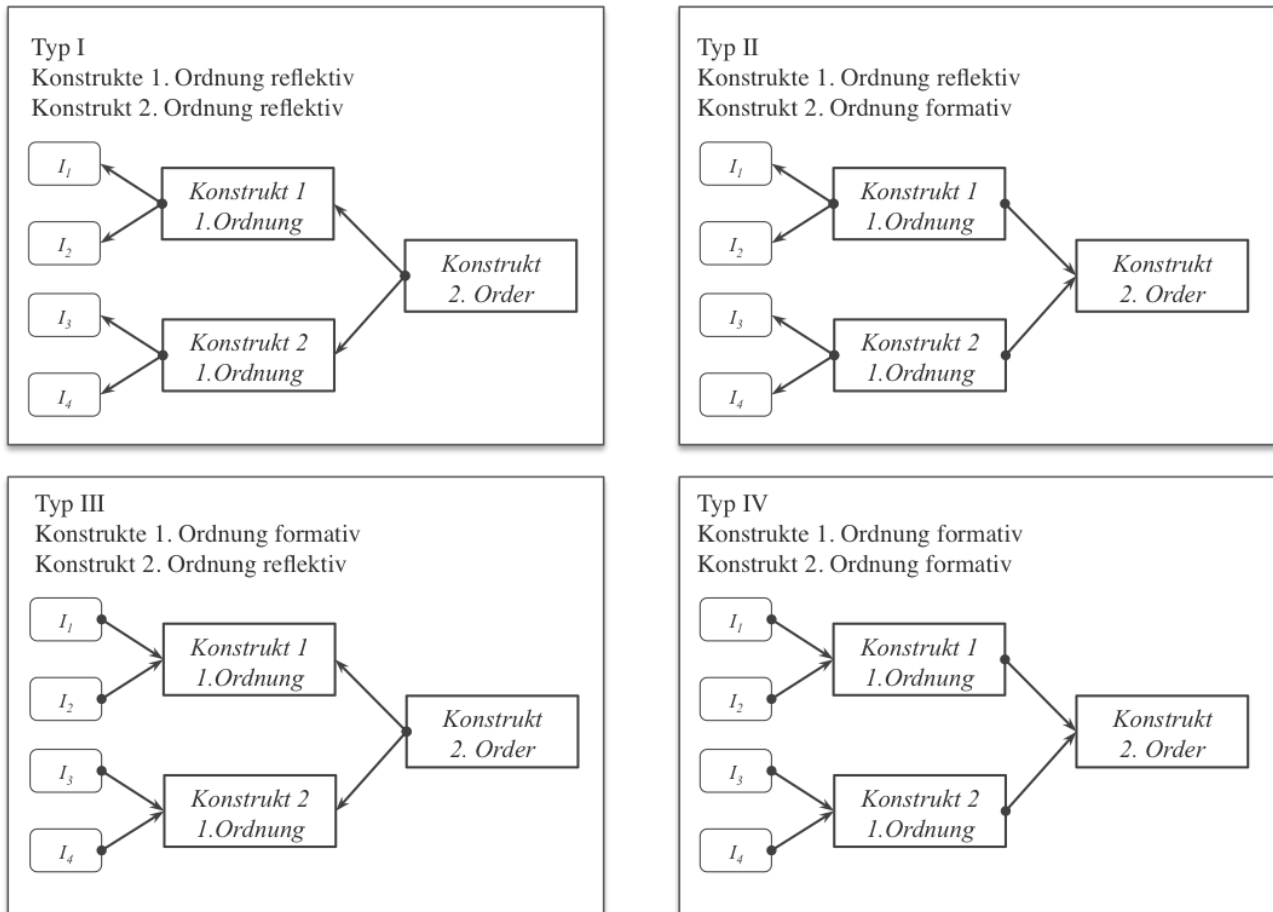 Typ I
Konstrukte 1. Ordnung reflektiv
Konstrukt 2. Ordnung reflektiv
I1
I2
I3
I4
Konstrukt 1
1.Ordnung
Konstrukt 2
1.Ordnung
Konstrukt
2. Order
Typ II
Konstrukte 1. Ordnung reflektiv
Konstrukt 2. Ordnung formativ
I1
I2
I3
I4
Konstrukt 1
1.Ordnung
Konstrukt 2
1.Ordnung
Konstrukt
2. Order
Typ III
Konstrukte 1. Ordnung formativ
Konstrukt 2. Ordnung reflektiv
I1
I2
I3
I4
Konstrukt 1
1.Ordnung
Konstrukt 2
1.Ordnung
Konstrukt
2. Order
Typ IV
Konstrukte 1. Ordnung formativ
Konstrukt 2. Ordnung formativ
I1
I2
I3
I4
Konstrukt 1
1.Ordnung
Konstrukt 2
1.Ordnung
Konstrukt
2. Order